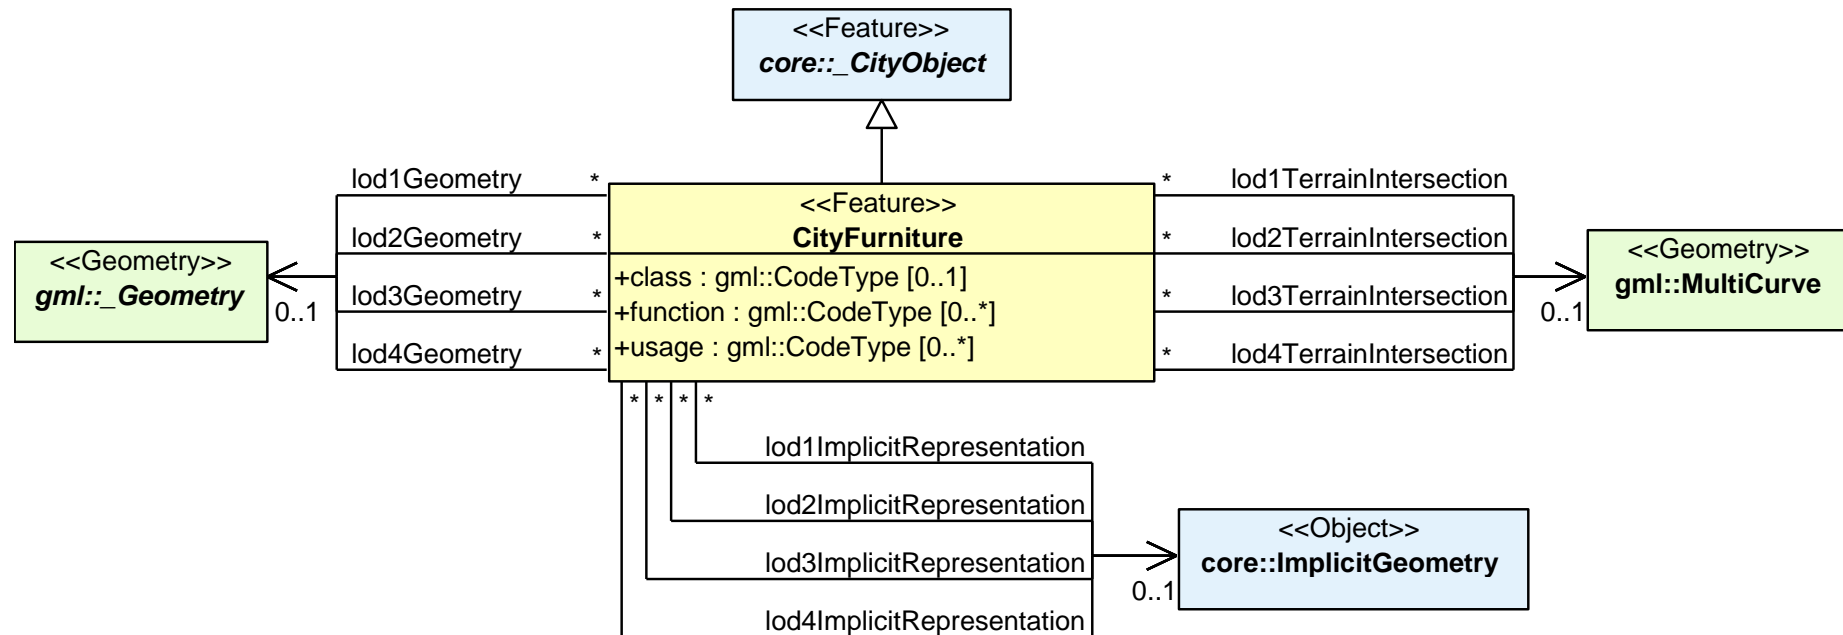 <<Feature>>
core::_CityObject
lod1Geometry *
* lod1TerrainIntersection
<<Feature>>
CityFurniture
lod2Geometry *
* lod2TerrainIntersection
<<Geometry>>
gml::_Geometry
0..1
+class : gml::CodeType [0..1]
+function : gml::CodeType [0..*]
+usage : gml::CodeType [0..*]
lod3Geometry *
* lod3TerrainIntersection
<<Geometry>>
gml::MultiCurve
0..1
lod4Geometry *
* lod4TerrainIntersection
* * * *
lod1ImplicitRepresentation
lod2ImplicitRepresentation
lod3ImplicitRepresentation
<<Object>>
core::ImplicitGeometry
0..1
lod4ImplicitRepresentation